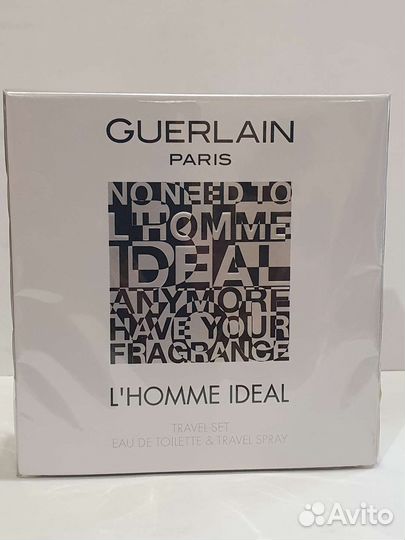 GUERLAIN
PARIS
NO NEED TO
L'HOMME
IDEAL
ANYMORE
HAVE YOUR
FRAGRANCE
L'HOMME IDEAL
TRAVEL SET
EAU DE TOILETTE & TRAVEL SPRAY
Avito